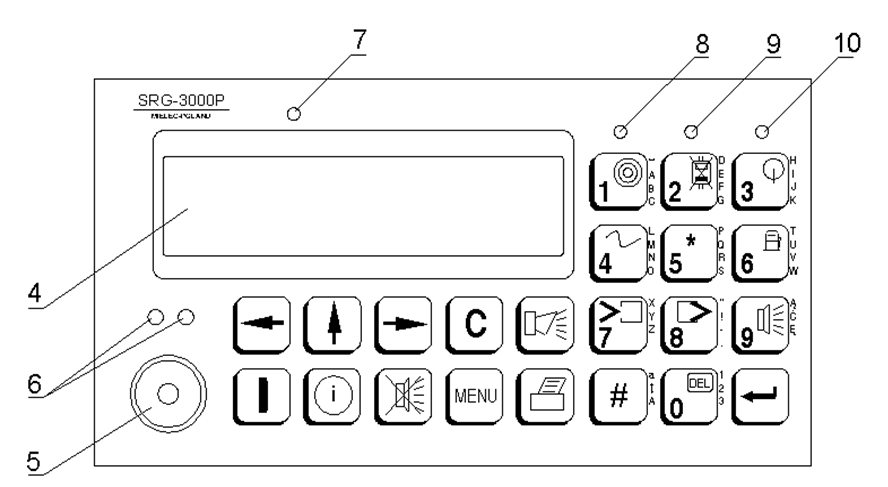 7
8
9
10
SRG-3000P
MIELEC-POLAND
1 A B C
2 D E F G
3 H I J K
4
4 L M N O
5 * P Q R S
6 T U V W
6
C
7 X Y Z
8 " ! . .
9 Ą Ć Ę
5
i
MENU
# a I A
0 DEL 1 2 3